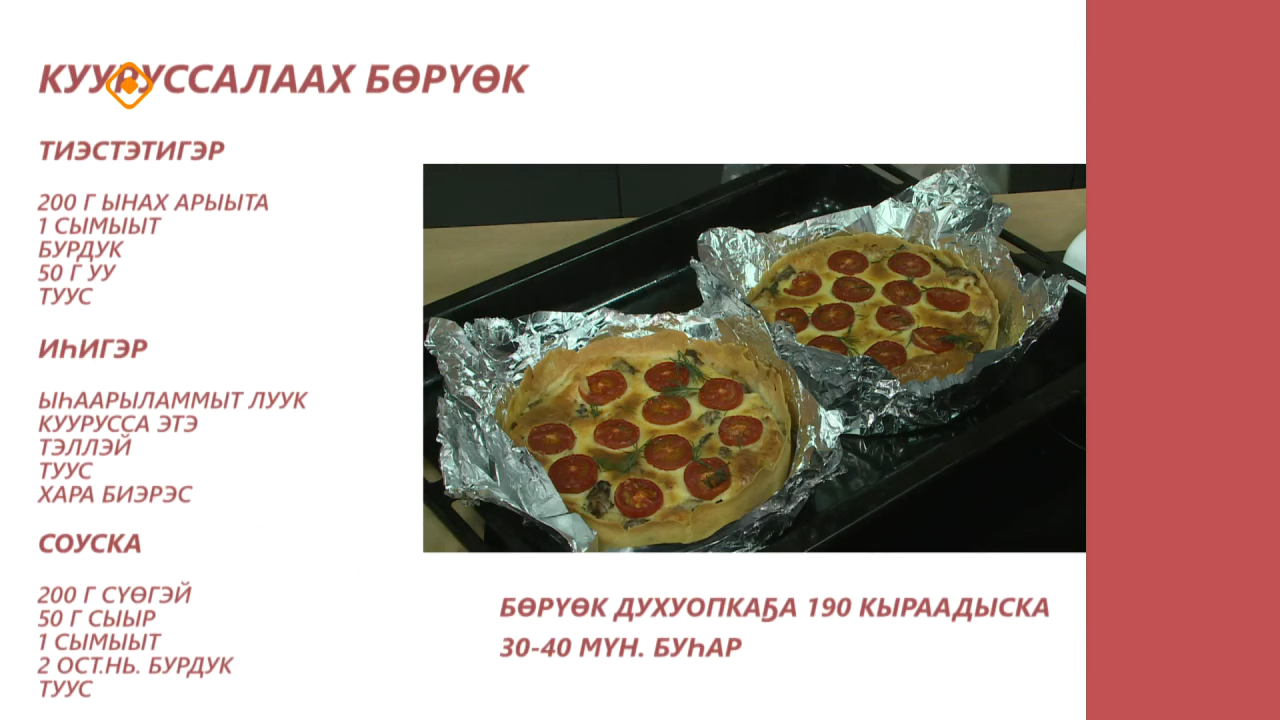 КУУРУССАЛААХ БӨРҮӨК
ТИЭСТЭТИГЭР
200 Г ЫНАХ АРЫЫТА
1 СЫМЫЫТ
БУРДУК
50 Г УУ
ТУУС
ИҺИГЭР
ЫҺААРЫЛАММЫТ ЛУУК
КУУРУССА ЭТЭ
ТЭЛЛЭЙ
ТУУС
ХАРА БИЭРЭС
СОУСКА
200 Г СҮӨГЭЙ
50 Г СЫЫР
1 СЫМЫЫТ
2 ОСТ.НЬ. БУРДУК
ТУУС
БӨРҮӨК ДУХУОПКАҔА 190 КЫРААДЫСКА
30-40 МҮН. БУҺАР